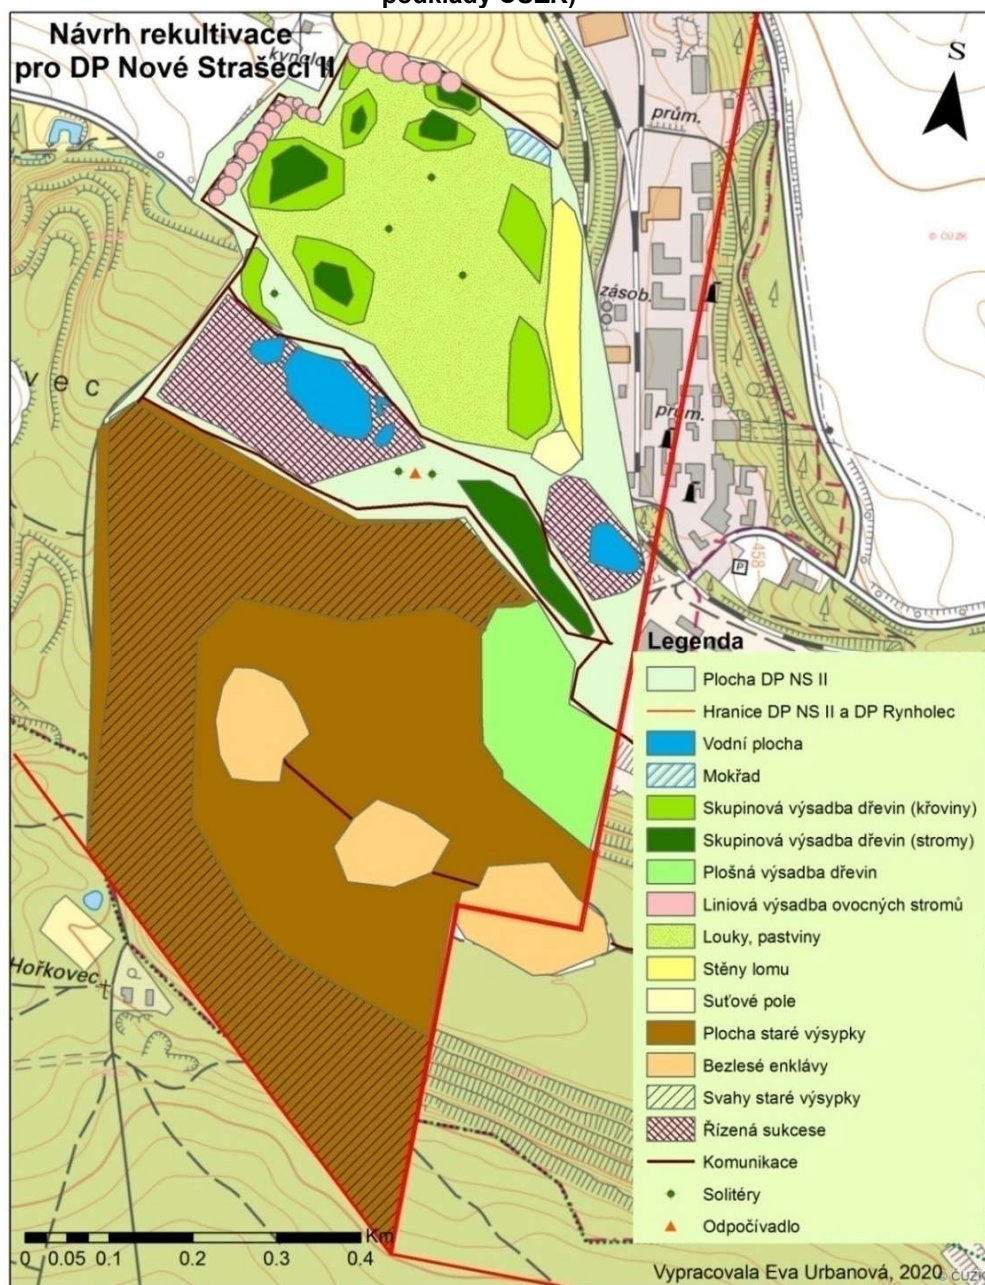 podklady ČÚZK)
Návrh rekultivace
pro DP Nové Strašecí II
S
prům.
© ČÚZK
zásob.
v e c
prům.
458
P
Legenda
Plocha DP NS II
Hranice DP NS II a DP Rynholec
Vodní plocha
Mokřad
Skupinová výsadba dřevin (křoviny)
Skupinová výsadba dřevin (stromy)
Plošná výsadba dřevin
Liniová výsadba ovocných stromů
Louky, pastviny
Stěny lomu
Suťové pole
Plocha staré výsypky
Bezlesé enklávy
Svahy staré výsypky
Řízená sukcese
Komunikace
Solitéry
Odpočívadlo
Hořkovec
Km
0 0.05 0.1 0.2 0.3 0.4
Vypracovala Eva Urbanová, 2020
© ČÚZK